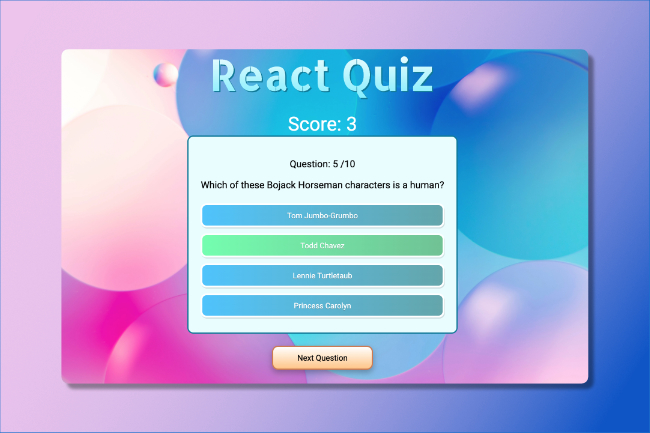 React Quiz
Score: 3
Question: 5 /10
Which of these Bojack Horseman characters is a human?
Tom Jumbo-Grumbo
Todd Chavez
Lennie Turtletaub
Princess Carolyn
Next Question